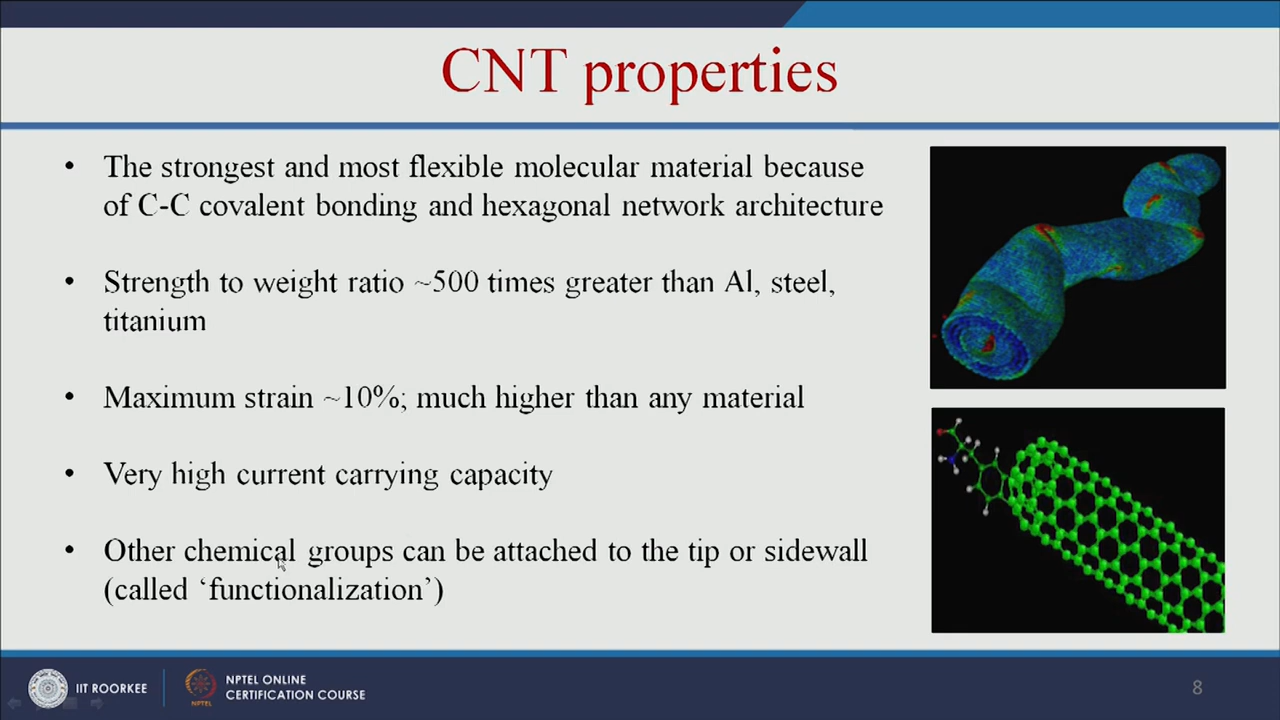 CNT properties
• The strongest and most flexible molecular material because
of C-C covalent bonding and hexagonal network architecture
• Strength to weight ratio ~500 times greater than Al, steel,
titanium
• Maximum strain ~10%; much higher than any material
• Very high current carrying capacity
• Other chemical groups can be attached to the tip or sidewall
(called ‘functionalization’)
IIT ROORKEE
NPTEL
NPTEL ONLINE
CERTIFICATION COURSE
8